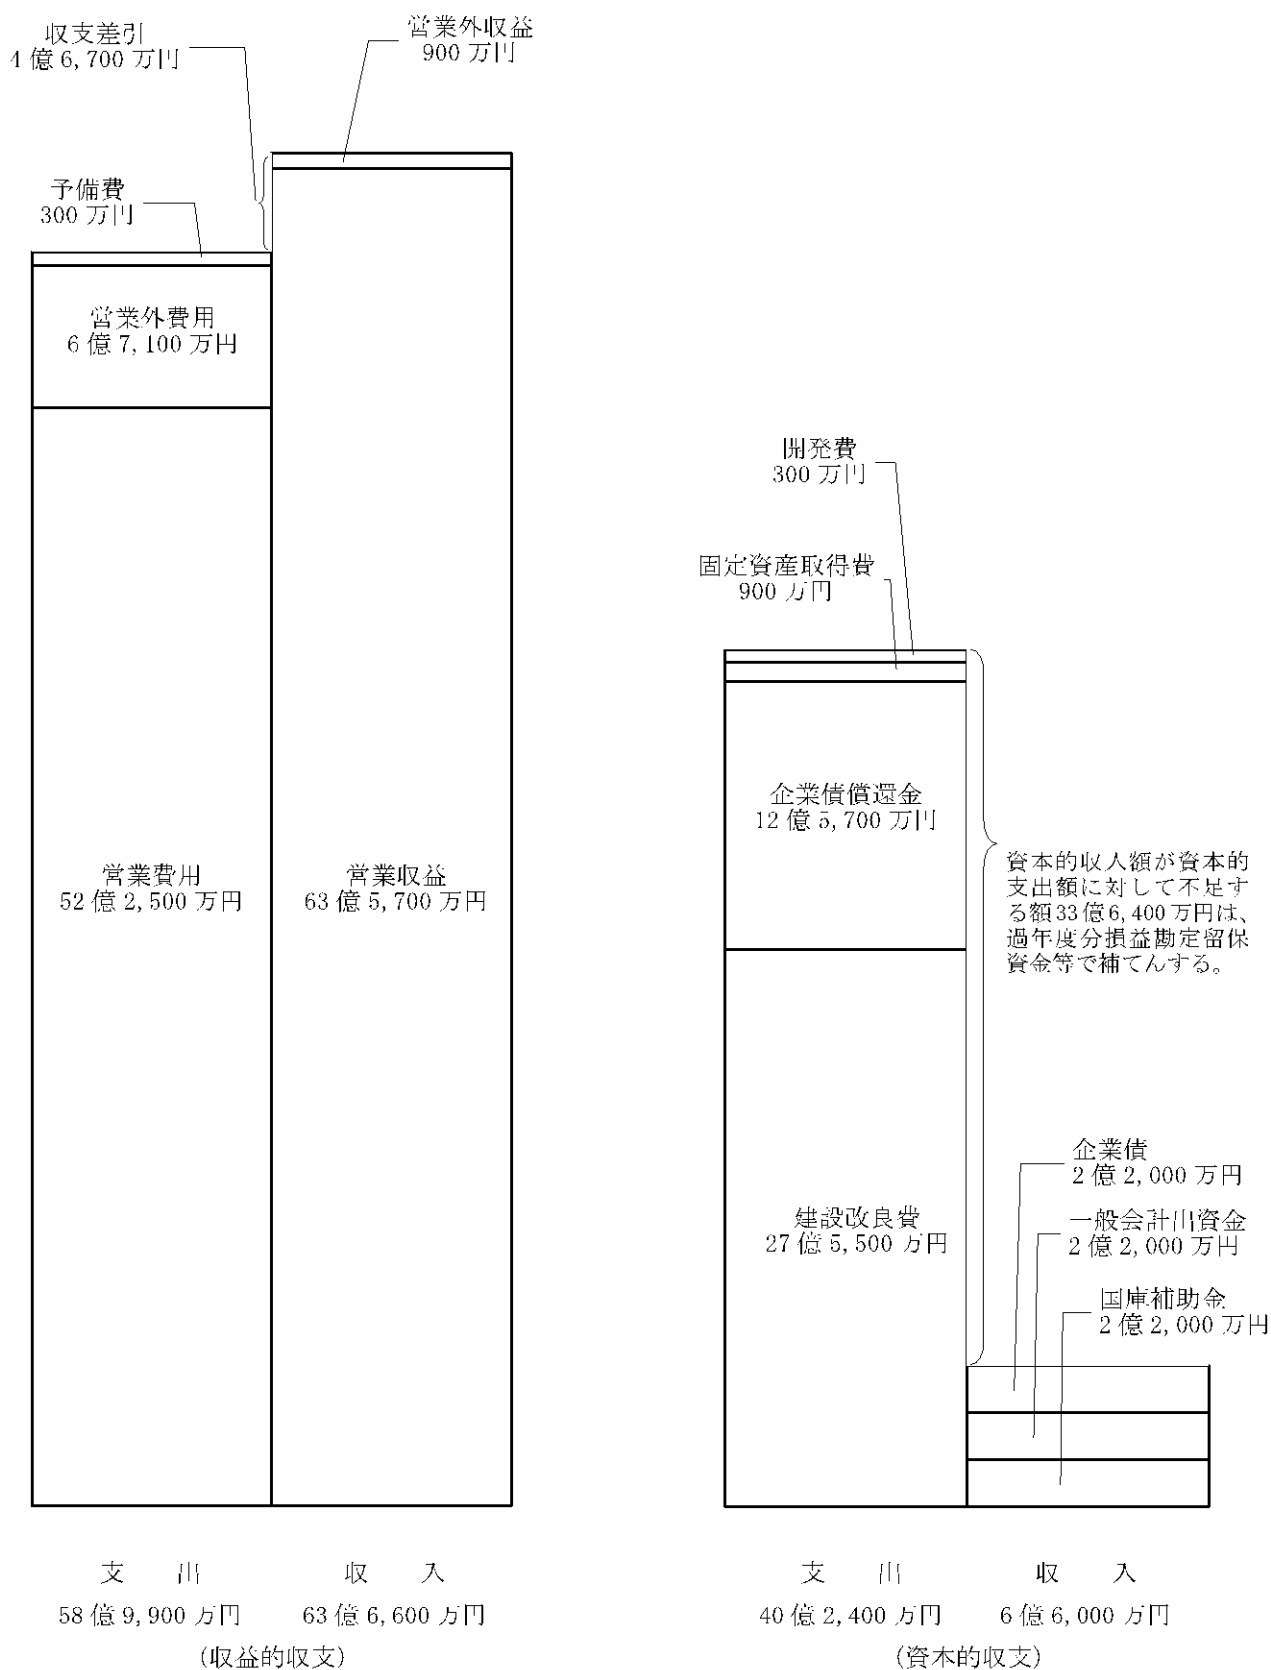 収支差引
4億6,700万円
営業外収益
900万円
予備費
300万円
営業外費用
6億7,100万円
営業費用
52億2,500万円
営業収益
63億5,700万円
支　出
58億9,900万円
収　入
63億6,600万円
(収益的収支)
開発費
300万円
固定資産取得費
900万円
企業債償還金
12億5,700万円
資本的収入額が資本的
支出額に対して不足す
る額33億6,400万円は、
過年度分損益勘定留保
資金等で補てんする。
建設改良費
27億5,500万円
企業債
2億2,000万円
一般会計出資金
2億2,000万円
国庫補助金
2億2,000万円
支　出
40億2,400万円
収　入
6億6,000万円
(資本的収支)